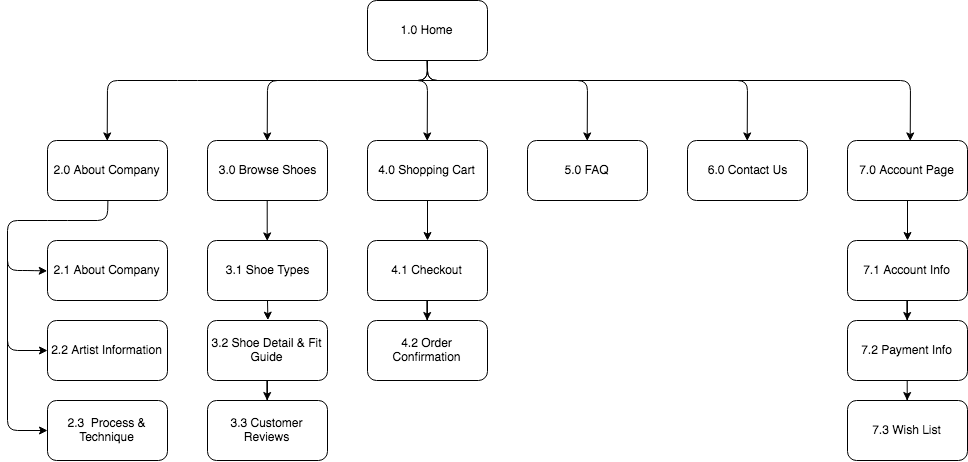 1.0 Home
2.0 About Company
3.0 Browse Shoes
4.0 Shopping Cart
5.0 FAQ
6.0 Contact Us
7.0 Account Page
2.1 About Company
3.1 Shoe Types
4.1 Checkout
7.1 Account Info
2.2 Artist Information
3.2 Shoe Detail & Fit
Guide
4.2 Order
Confirmation
7.2 Payment Info
2.3 Process &
Technique
3.3 Customer
Reviews
7.3 Wish List